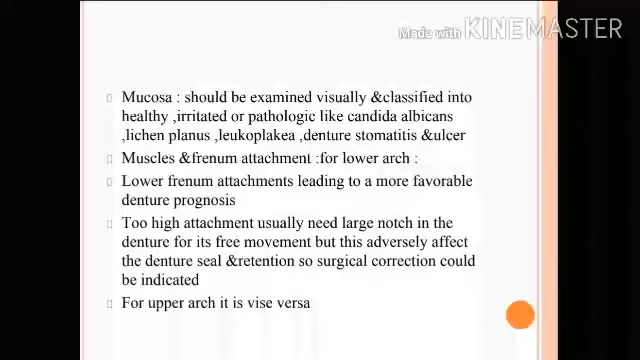 Made with KINEMASTER
Mucosa : should be examined visually &classified into
healthy ,irritated or pathologic like candida albicans
,lichen planus ,leukoplakea ,denture stomatitis &ulcer
Muscles &frenum attachment :for lower arch :
Lower frenum attachments leading to a more favorable
denture prognosis
Too high attachment usually need large notch in the
denture for its free movement but this adversely affect
the denture seal &retention so surgical correction could
be indicated
For upper arch it is vise versa